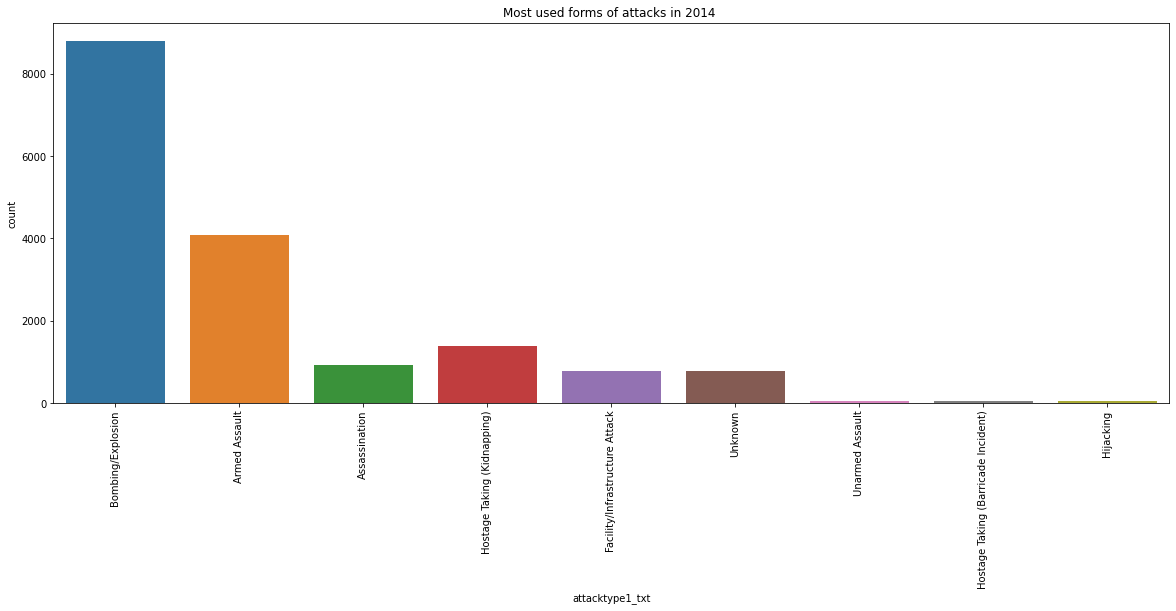 Most used forms of attacks in 2014
count
8000
6000
4000
2000
0
Bombing/Explosion
Armed Assault
Assassination
Hostage Taking (Kidnapping)
Facility/Infrastructure Attack
Unknown
Unarmed Assault
Hostage Taking (Barricade Incident)
Hijacking
attacktype1_txt